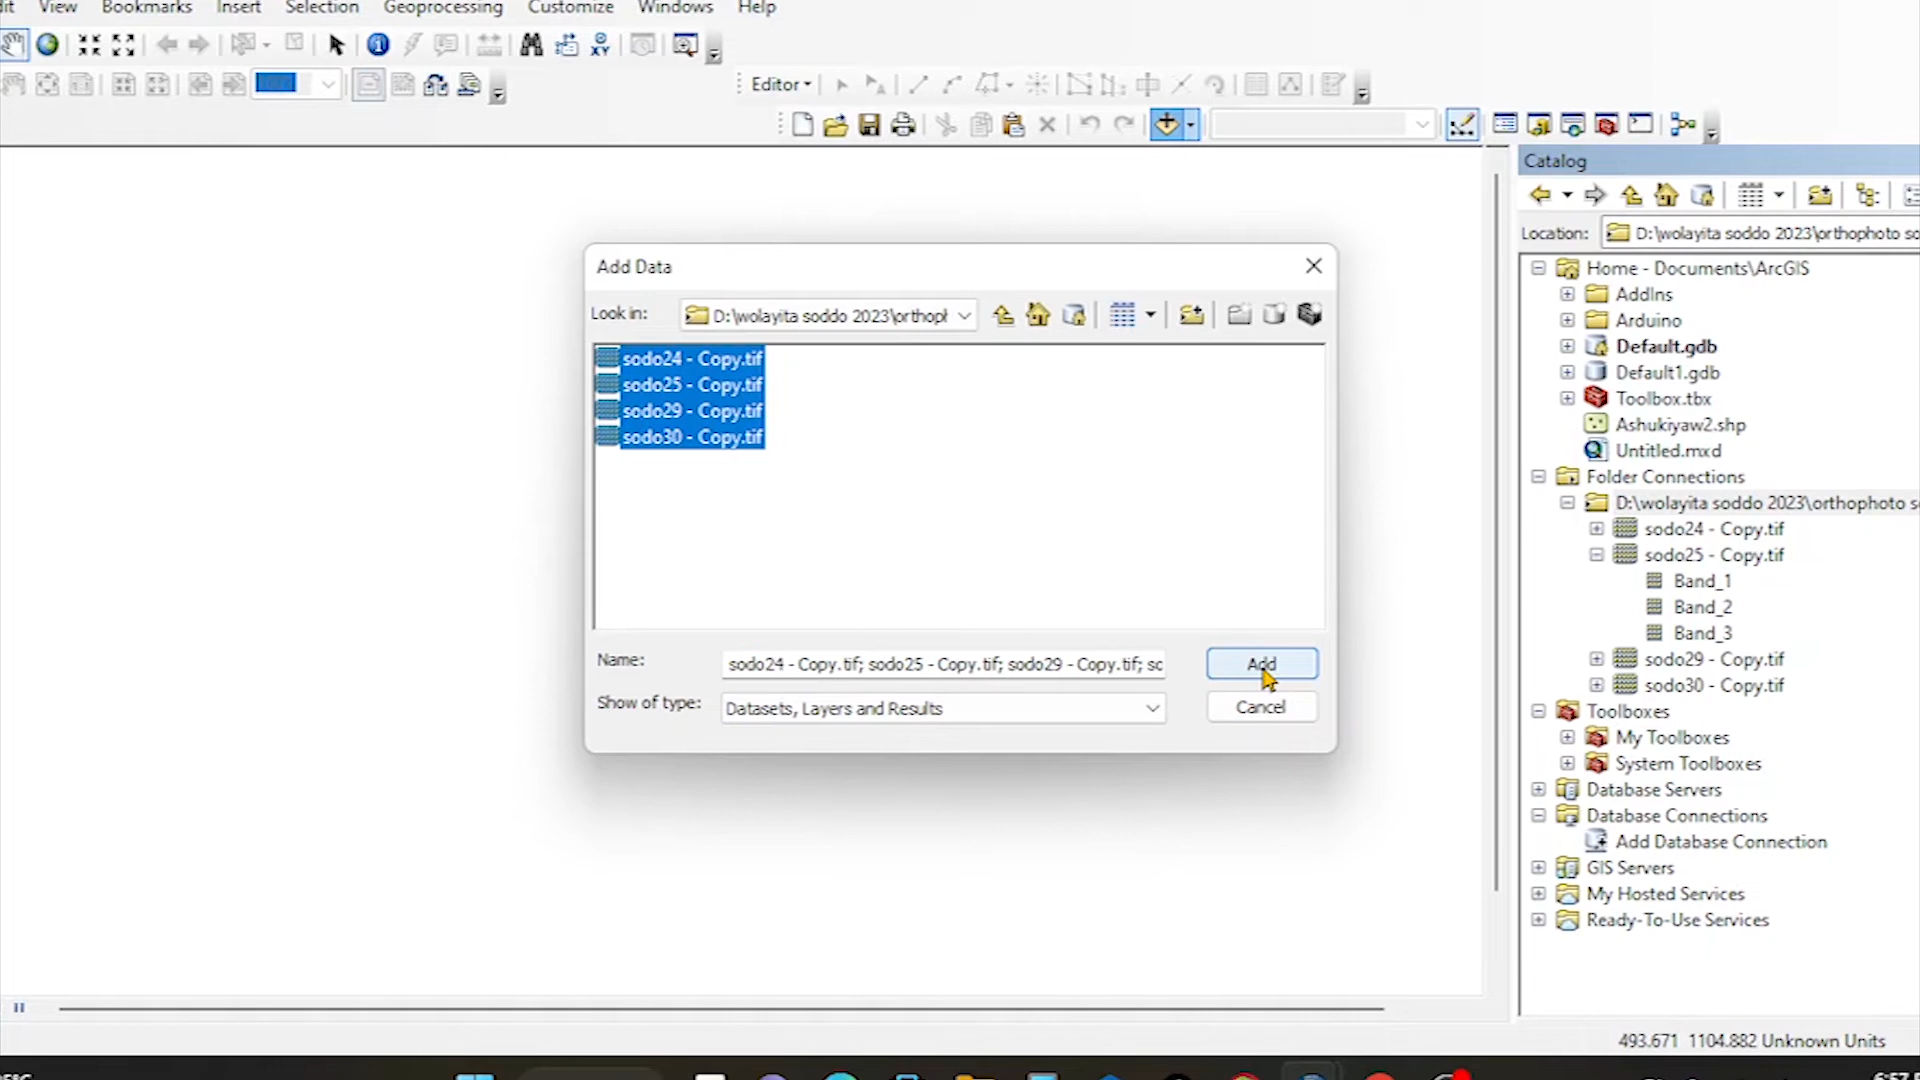 View Bookmarks Insert Selection Geoprocessing Customize Windows Help
Editor
Catalog
Location: D:\wolayita soddo 2023\orthophoto so
Add Data
Look in: D:\wolayita soddo 2023\orthopl
sodo24 - Copy.tif
sodo25 - Copy.tif
sodo29 - Copy.tif
sodo30 - Copy.tif
Name: sodo24 - Copy.tif; sodo25 - Copy.tif; sodo29 - Copy.tif; sc
Add
Show of type: Datasets, Layers and Results
Cancel
Home - Documents\ArcGIS
AddIns
Arduino
Default.gdb
Default1.gdb
Toolbox.tbx
Ashukiyaw2.shp
Untitled.mxd
Folder Connections
D:\wolayita soddo 2023\orthophoto so
sodo24 - Copy.tif
sodo25 - Copy.tif
Band_1
Band_2
Band_3
sodo29 - Copy.tif
sodo30 - Copy.tif
Toolboxes
My Toolboxes
System Toolboxes
Database Servers
Database Connections
Add Database Connection
GIS Servers
My Hosted Services
Ready-To-Use Services
493.671 1104.882 Unknown Units